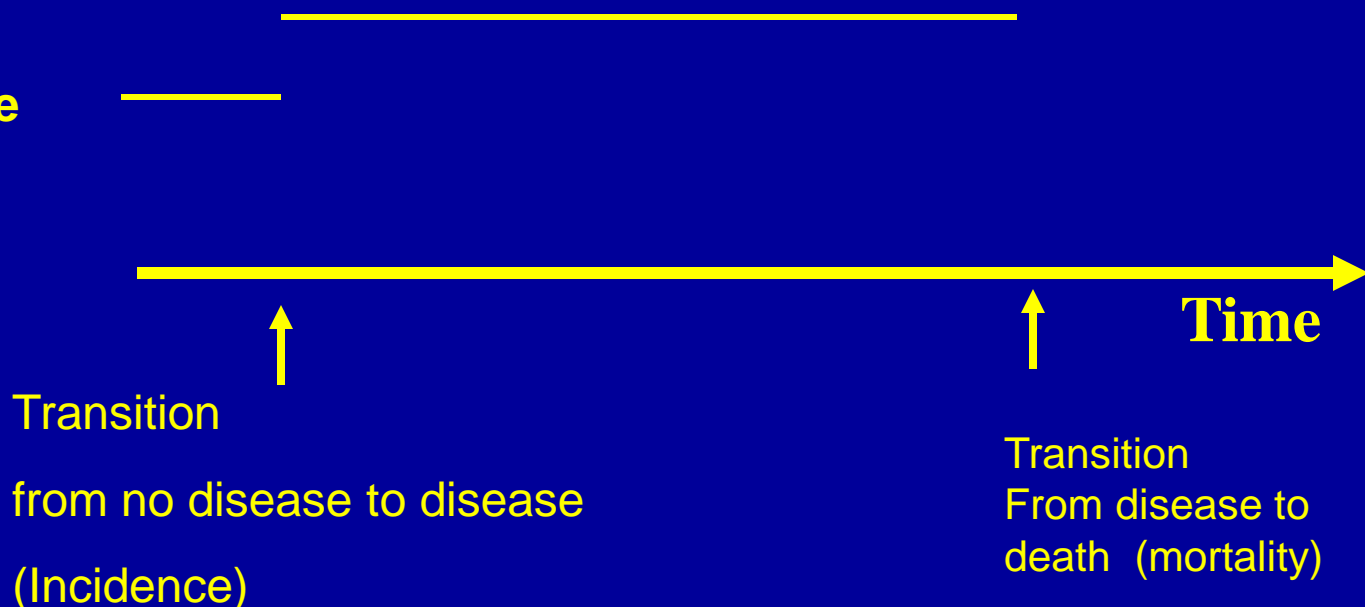 e
Time
Transition
from no disease to disease
(Incidence)
Transition
From disease to
death (mortality)